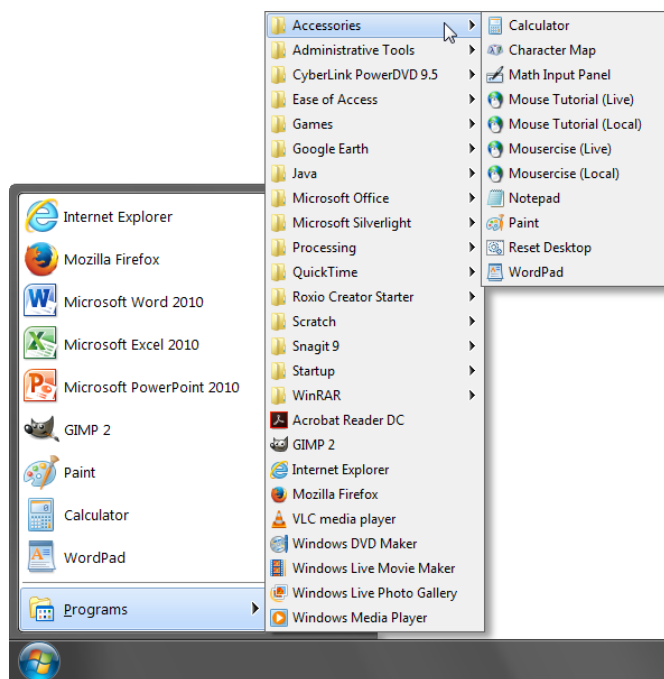 Internet Explorer
Mozilla Firefox
Microsoft Word 2010
Microsoft Excel 2010
Microsoft PowerPoint 2010
GIMP 2
Paint
Calculator
WordPad
Programs
Accessories
Administrative Tools
CyberLink PowerDVD 9.5
Ease of Access
Games
Google Earth
Java
Microsoft Office
Microsoft Silverlight
Processing
QuickTime
Roxio Creator Starter
Scratch
Snagit 9
Startup
WinRAR
Acrobat Reader DC
GIMP 2
Internet Explorer
Mozilla Firefox
VLC media player
Windows DVD Maker
Windows Live Movie Maker
Windows Live Photo Gallery
Windows Media Player
Calculator
Character Map
Math Input Panel
Mouse Tutorial (Live)
Mouse Tutorial (Local)
Mousercise (Live)
Mousercise (Local)
Notepad
Paint
Reset Desktop
WordPad